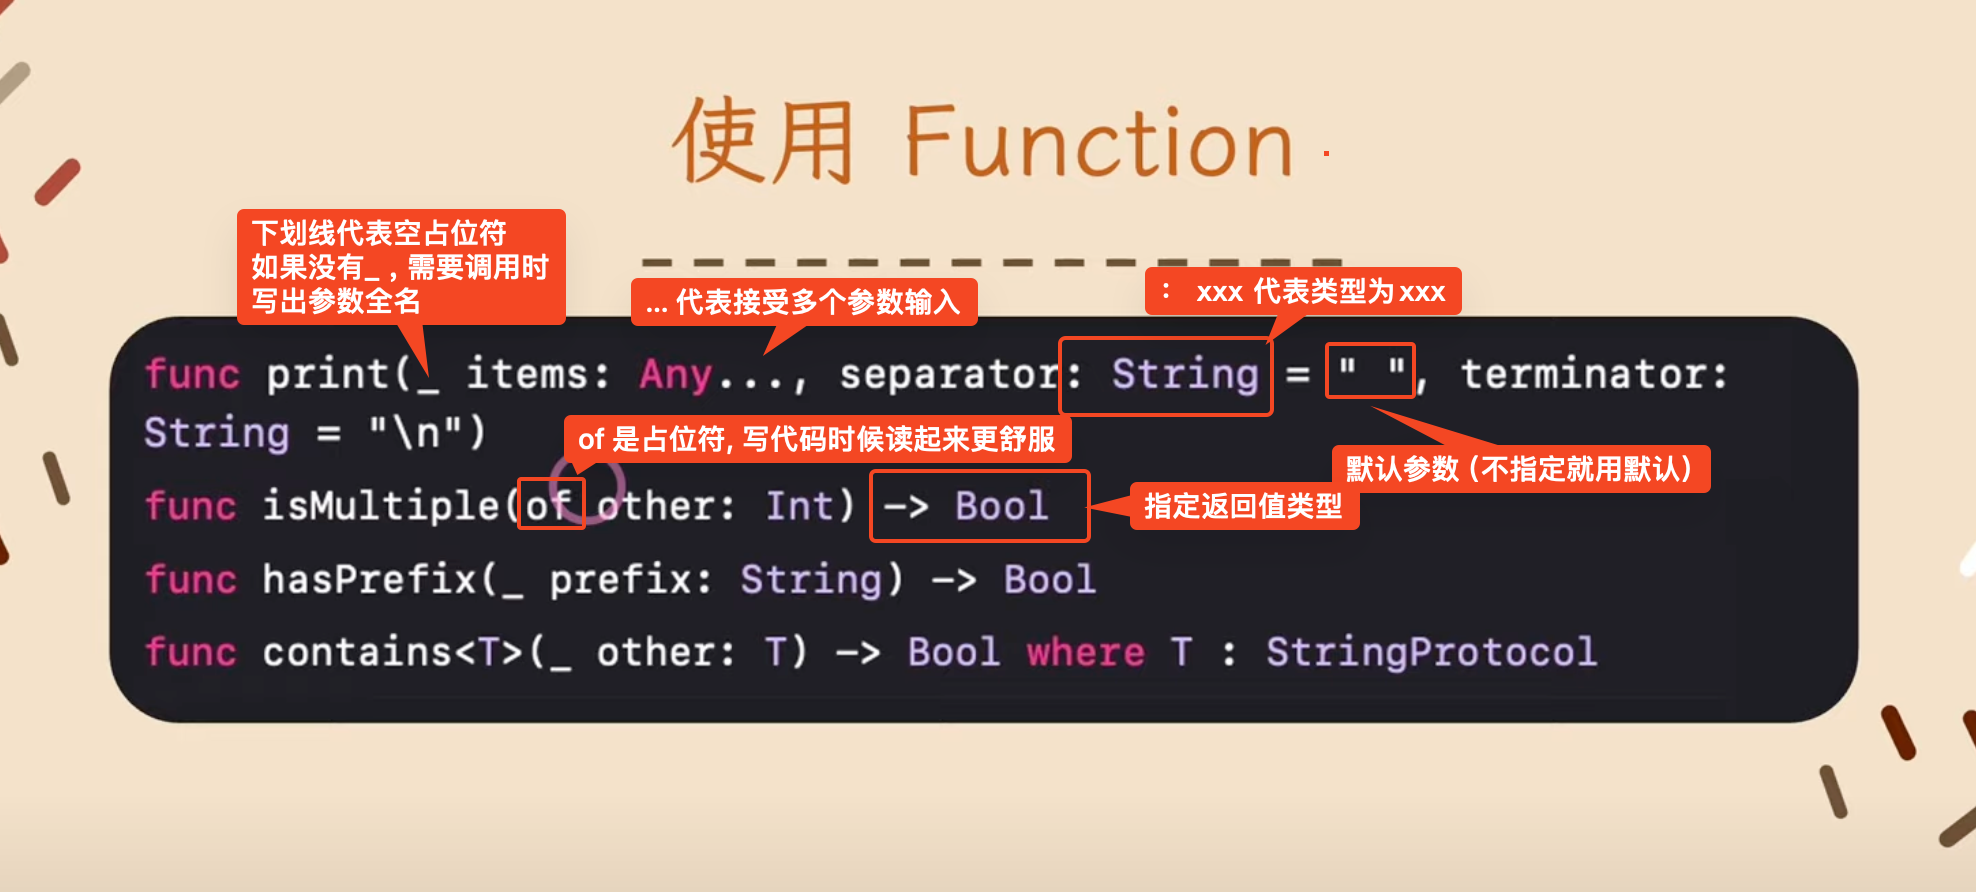 使用 Function
下划线代表空占位符
如果没有_，需要调用时
写出参数全名
... 代表接受多个参数输入
： xxx 代表类型为xxx
func print(_ items: Any..., separator: String = " ", terminator:
String = "\n")
of 是占位符, 写代码时候读起来更舒服
默认参数（不指定就用默认）
func isMultiple(of other: Int) -> Bool
指定返回值类型
func hasPrefix(_ prefix: String) -> Bool
func contains<T>(_ other: T) -> Bool where T : StringProtocol